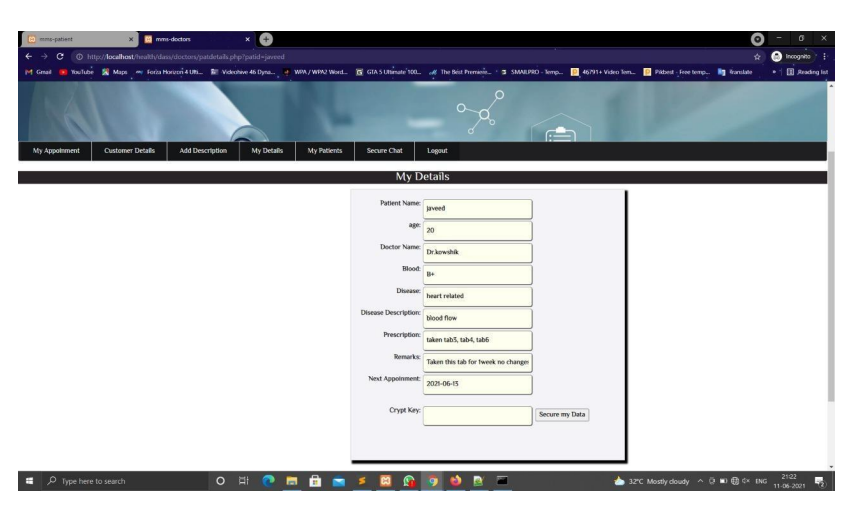 mms-patient
mms-doctors
http://localhost/health/dass/doctors/patdetails.php?patid=javeed
Incognito
Gmail YouTube Maps Forza Horizon 4 Ulti... Videohive 46 Dyna... WPA / WPA2 Word... GTA 5 Ultimate 100... The Best Premiere... SMARLPRO - Temp... 46791+ Video Tem... Pikbest - Free temp... Translate Reading list
My Appoinment Customer Details Add Description My Details My Patients Secure Chat Logout
My Details
Patient Name: javeed
age: 20
Doctor Name: Dr.kowshik
Blood: B+
Disease: heart related
Disease Description: blood flow
Prescription: taken tab3, tab4, tab6
Remarks: Taken this tab for 1week no changes
Next Appoinment: 2021-06-13
Crypt Key: Secure my Data
Type here to search
32°C Mostly cloudy ENG
21:22
11-06-2021